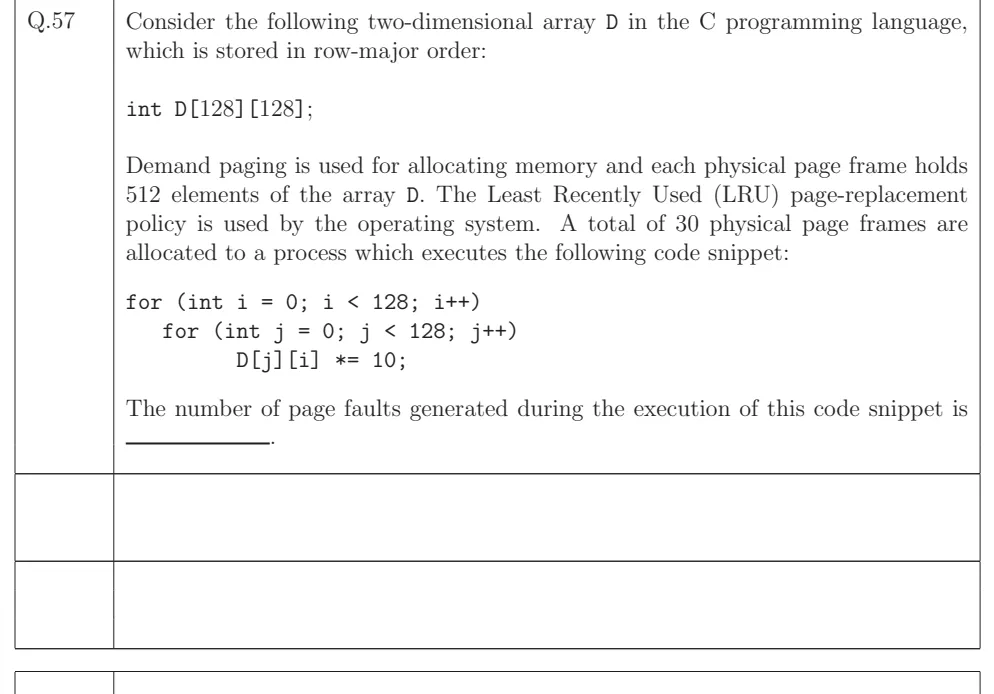 Q.57 Consider the following two-dimensional array D in the C programming language,
which is stored in row-major order:
int D[128][128];
Demand paging is used for allocating memory and each physical page frame holds
512 elements of the array D. The Least Recently Used (LRU) page-replacement
policy is used by the operating system. A total of 30 physical page frames are
allocated to a process which executes the following code snippet:
for (int i = 0; i < 128; i++)
for (int j = 0; j < 128; j++)
D[j][i] *= 10;
The number of page faults generated during the execution of this code snippet is
__________.